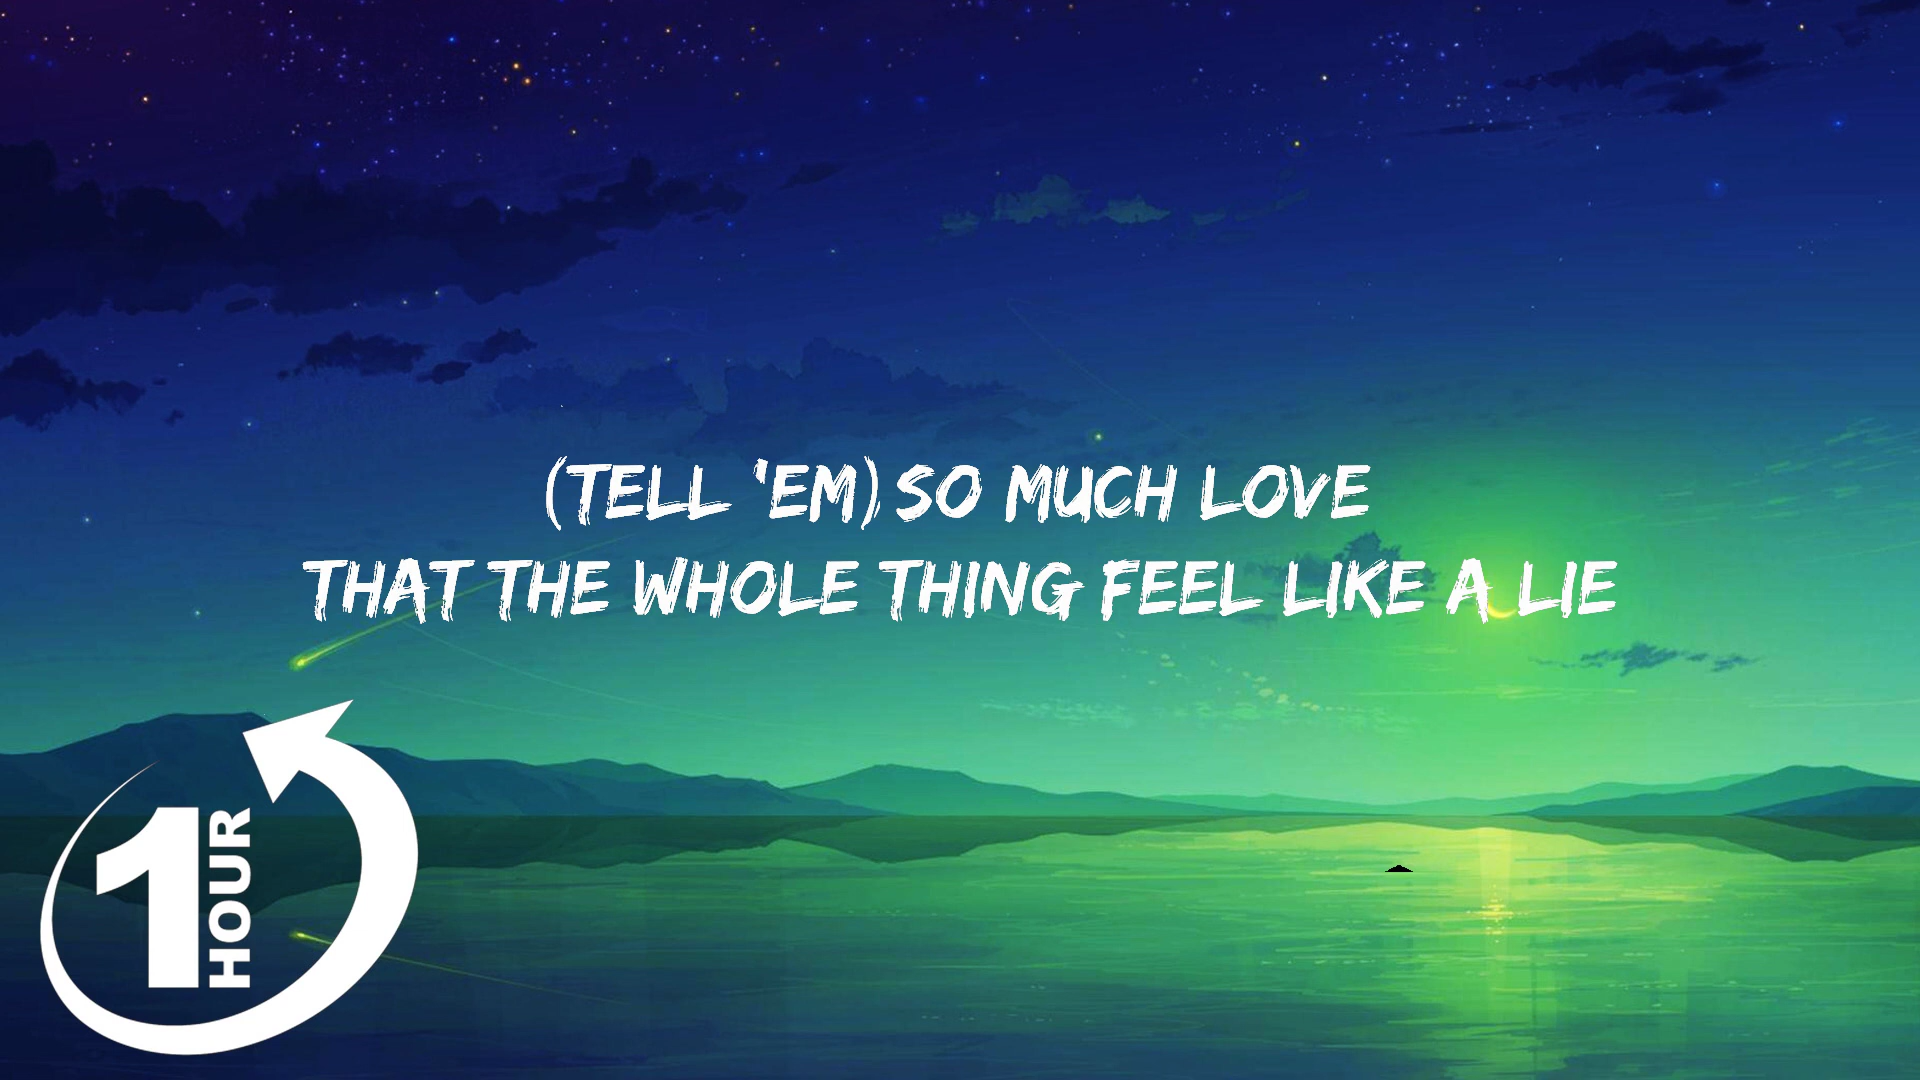 (TELL 'EM) SO MUCH LOVE
THAT THE WHOLE THING FEEL LIKE A LIE
1 HOUR